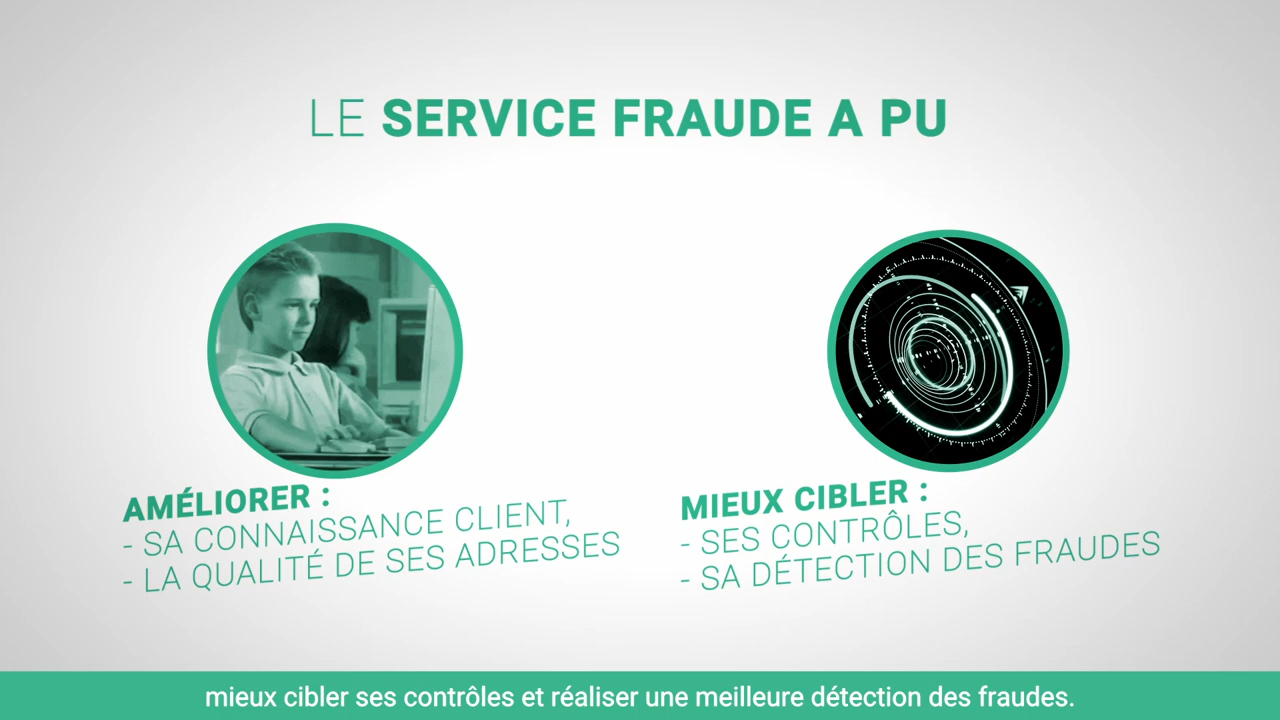 LE SERVICE FRAUDE A PU
AMÉLIORER :
- SA CONNAISSANCE CLIENT,
- LA QUALITÉ DE SES ADRESSES
MIEUX CIBLER :
- SES CONTRÔLES,
- SA DÉTECTION DES FRAUDES
mieux cibler ses contrôles et réaliser une meilleure détection des fraudes.